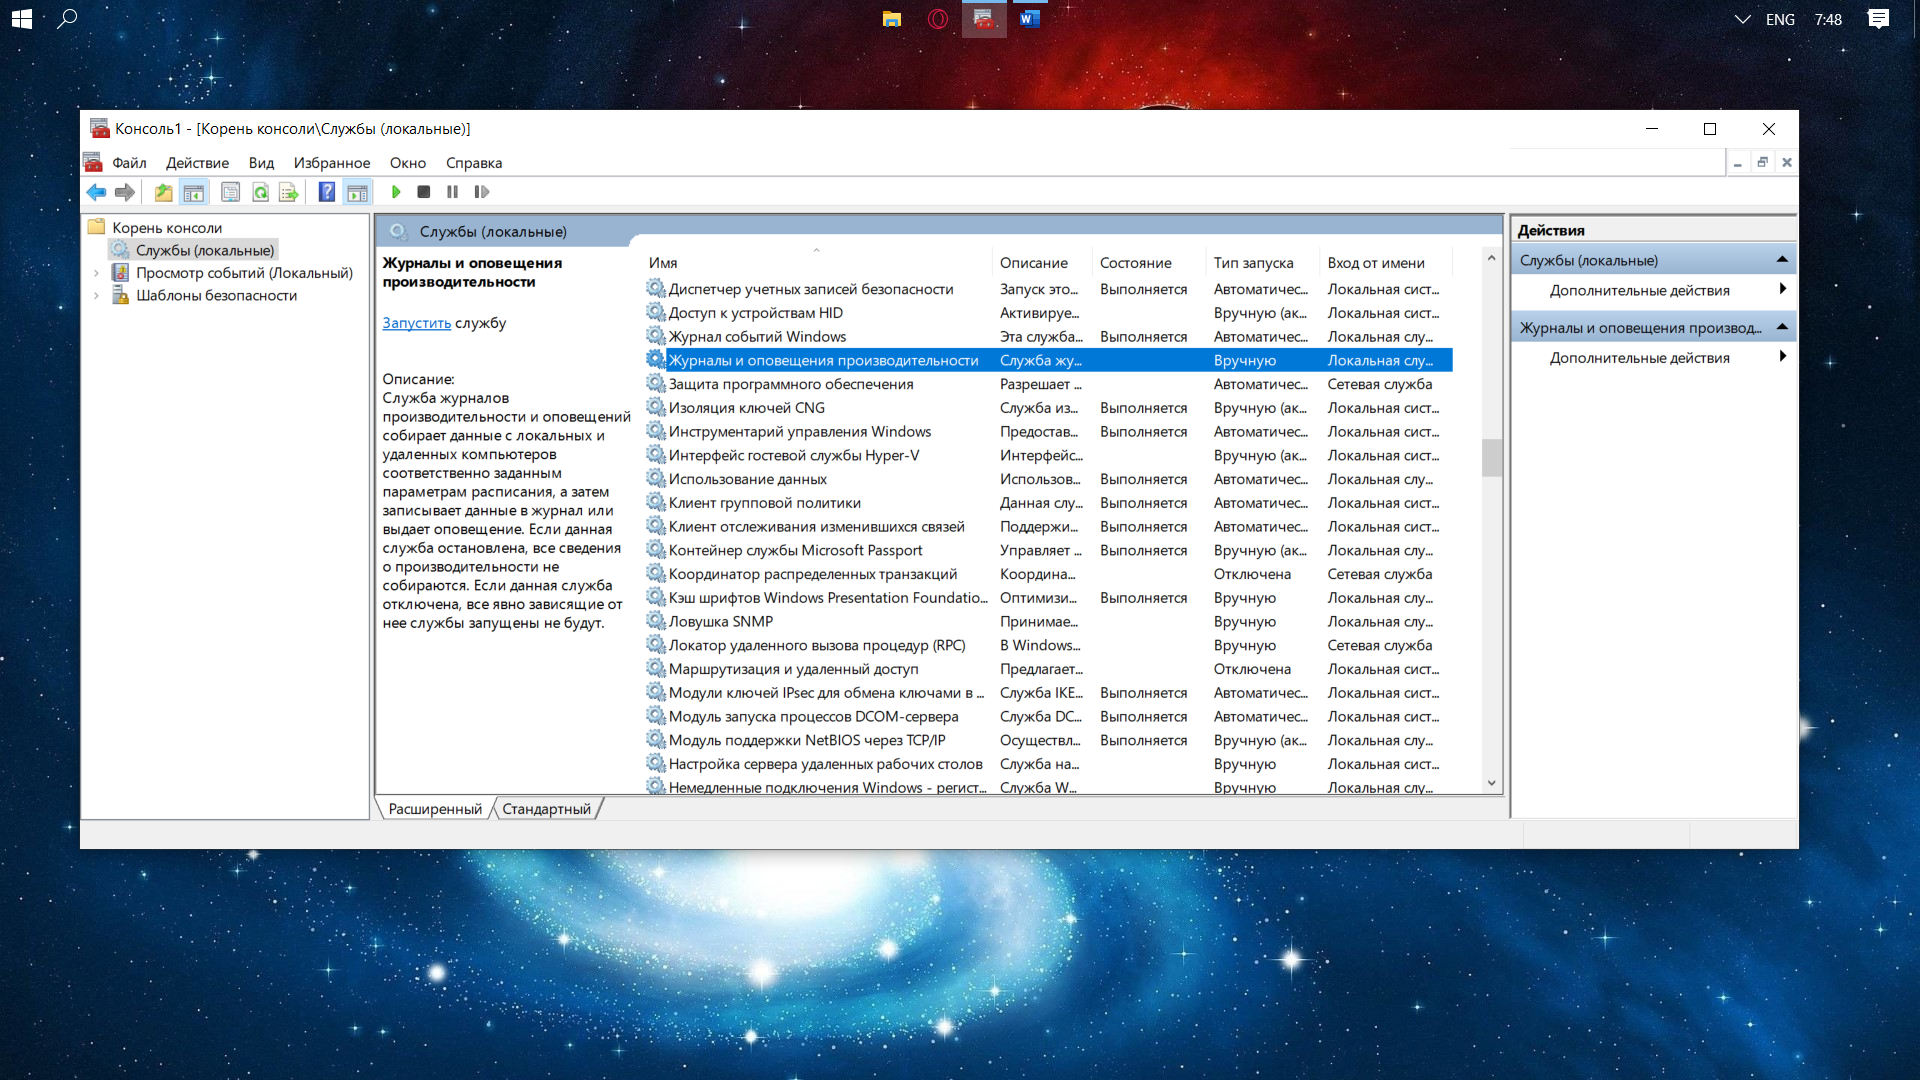 ENG
7:48
Консоль1 - [Корень консоли\Службы (локальные)]
Файл Действие Вид Избранное Окно Справка
Корень консоли
Службы (локальные)
Просмотр событий (Локальный)
Шаблоны безопасности
Службы (локальные)
Журналы и оповещения
производительности
Запустить службу
Описание:
Служба журналов
производительности и оповещений
собирает данные с локальных и
удаленных компьютеров
соответственно заданным
параметрам расписания, а затем
записывает данные в журнал или
выдает оповещение. Если данная
служба остановлена, все сведения
о производительности не
собираются. Если данная служба
отключена, все явно зависящие от
нее службы запущены не будут.
Имя Описание Состояние Тип запуска Вход от имени
Диспетчер учетных записей безопасности Запуск это... Выполняется Автоматичес... Локальная сист...
Доступ к устройствам HID Активируе... Вручную (ак... Локальная сист...
Журнал событий Windows Эта служба... Выполняется Автоматичес... Локальная слу...
Журналы и оповещения производительности Служба жу... Вручную Локальная слу...
Защита программного обеспечения Разрешает ... Автоматичес... Сетевая служба
Изоляция ключей CNG Служба из... Выполняется Вручную (ак... Локальная сист...
Инструментарий управления Windows Предостав... Выполняется Автоматичес... Локальная сист...
Интерфейс гостевой службы Hyper-V Интерфейс... Вручную (ак... Локальная сист...
Использование данных Использов... Выполняется Автоматичес... Локальная слу...
Клиент групповой политики Данная слу... Выполняется Автоматичес... Локальная сист...
Клиент отслеживания изменившихся связей Поддержи... Выполняется Автоматичес... Локальная сист...
Контейнер службы Microsoft Passport Управляет ... Выполняется Вручную (ак... Локальная слу...
Координатор распределенных транзакций Координа... Отключена Сетевая служба
Кэш шрифтов Windows Presentation Foundatio... Оптимизи... Выполняется Вручную Локальная слу...
Ловушка SNMP Принимае... Вручную Локальная слу...
Локатор удаленного вызова процедур (RPC) В Windows... Вручную Сетевая служба
Маршрутизация и удаленный доступ Предлагает... Отключена Локальная сист...
Модули ключей IPsec для обмена ключами в ... Служба IKE... Выполняется Автоматичес... Локальная сист...
Модуль запуска процессов DCOM-сервера Служба DC... Выполняется Автоматичес... Локальная сист...
Модуль поддержки NetBIOS через TCP/IP Осуществл... Выполняется Вручную (ак... Локальная слу...
Настройка сервера удаленных рабочих столов Служба на... Вручную Локальная сист...
Немедленные подключения Windows - регист... Служба W... Вручную Локальная слу...
Расширенный Стандартный
Действия
Службы (локальные)
Дополнительные действия
Журналы и оповещения производ...
Дополнительные действия